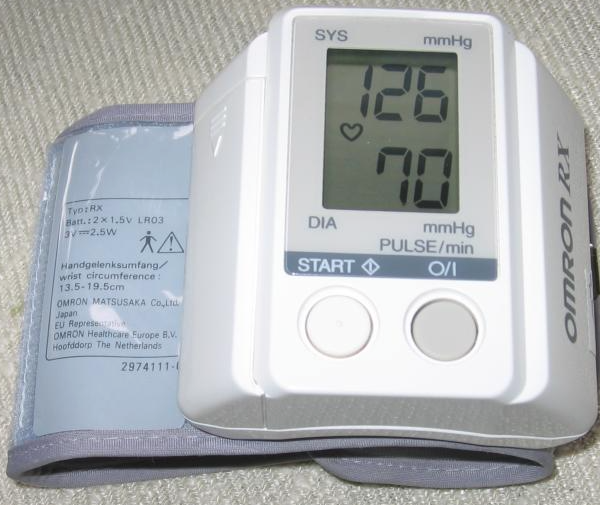 SYS mmHg
126
70
DIA mmHg
PULSE/min
START O/I
OMRON RX
Typ:RX
Batt.:2×1.5V LR03
3V⎓2.5W
Handgelenksumfang/
wrist circumference:
13.5-19.5cm
OMRON MATSUSAKA Co.,Ltd.
Japan
EU Representative
OMRON Healthcare Europe B.V.
Hoofddorp The Netherlands